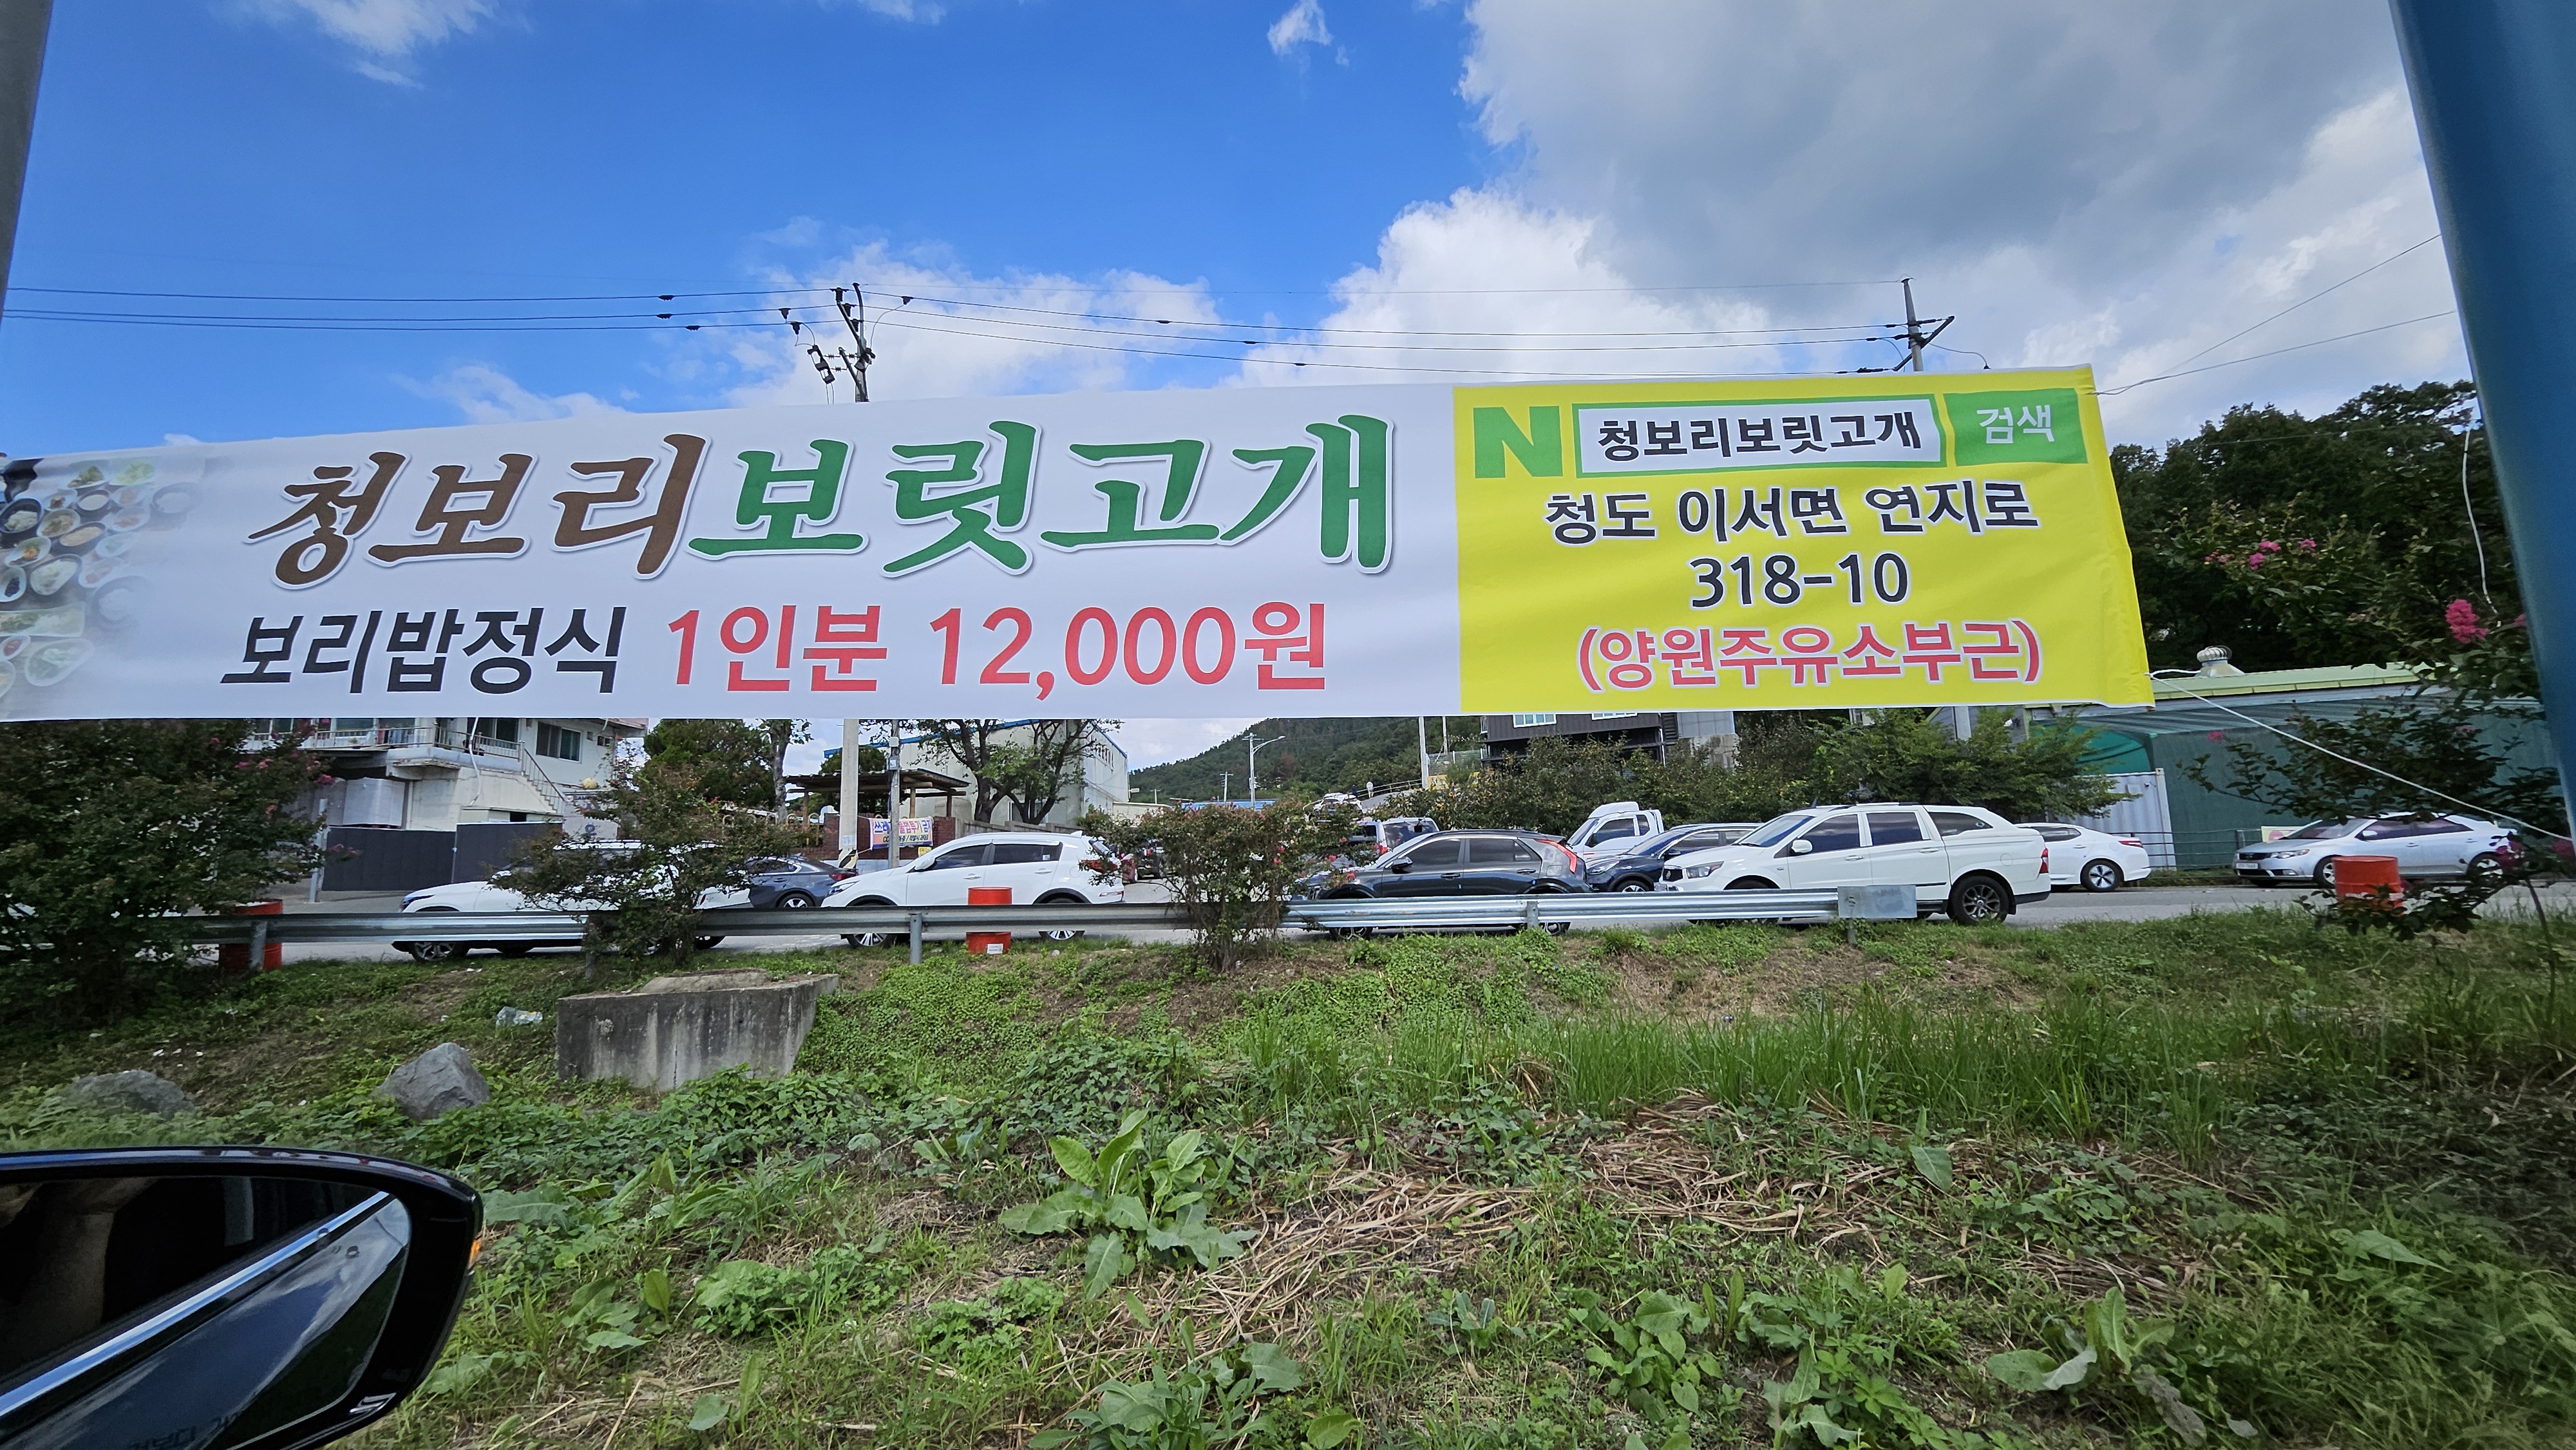 청보리보릿고개
보리밥정식 1인분 12,000원
N 청보리보릿고개 검색
청도 이서면 연지로
318-10
(양원주유소부근)